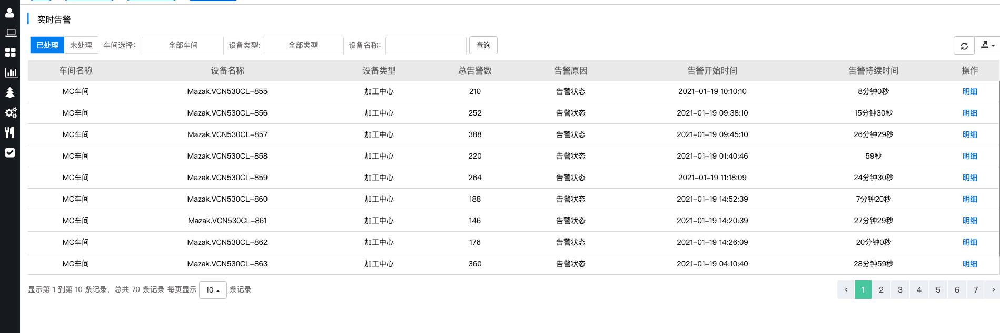 实时告警
已处理 未处理 车间选择： 全部车间 设备类型: 全部类型 设备名称： 查询
车间名称 设备名称 设备类型 总告警数 告警原因 告警开始时间 告警持续时间 操作
MC车间 Mazak.VCN530CL-855 加工中心 210 告警状态 2021-01-19 10:10:10 8分钟0秒 明细
MC车间 Mazak.VCN530CL-856 加工中心 252 告警状态 2021-01-19 09:38:10 15分钟30秒 明细
MC车间 Mazak.VCN530CL-857 加工中心 388 告警状态 2021-01-19 09:45:10 26分钟29秒 明细
MC车间 Mazak.VCN530CL-858 加工中心 220 告警状态 2021-01-19 01:40:46 59秒 明细
MC车间 Mazak.VCN530CL-859 加工中心 264 告警状态 2021-01-19 11:18:09 24分钟30秒 明细
MC车间 Mazak.VCN530CL-860 加工中心 188 告警状态 2021-01-19 14:52:39 7分钟20秒 明细
MC车间 Mazak.VCN530CL-861 加工中心 146 告警状态 2021-01-19 14:20:39 27分钟29秒 明细
MC车间 Mazak.VCN530CL-862 加工中心 176 告警状态 2021-01-19 14:26:09 20分钟0秒 明细
MC车间 Mazak.VCN530CL-863 加工中心 360 告警状态 2021-01-19 04:10:40 28分钟59秒 明细
显示第 1 到第 10 条记录，总共 70 条记录 每页显示 10 条记录 ‹ 1 2 3 4 5 6 7 ›